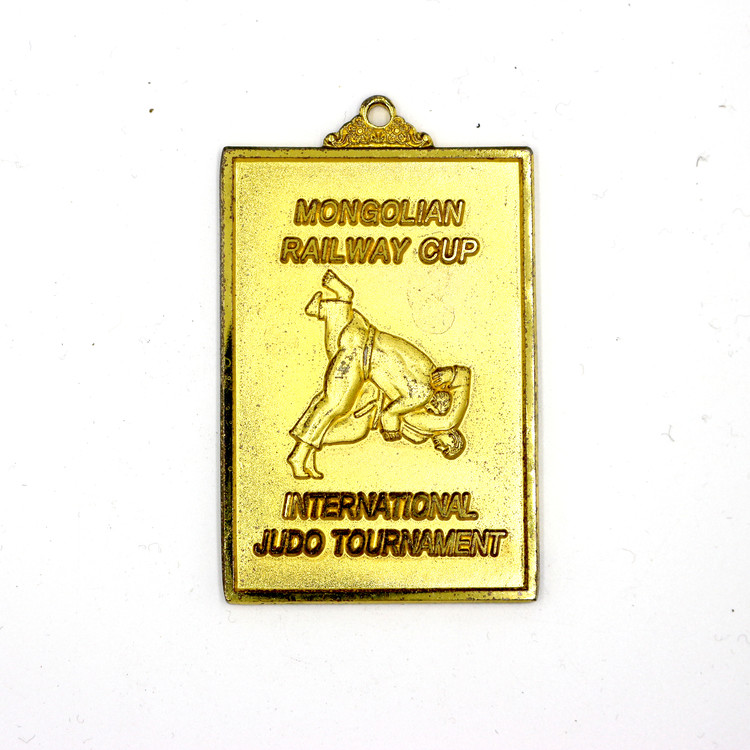 MONGOLIAN
RAILWAY CUP
INTERNATIONAL
JUDO TOURNAMENT